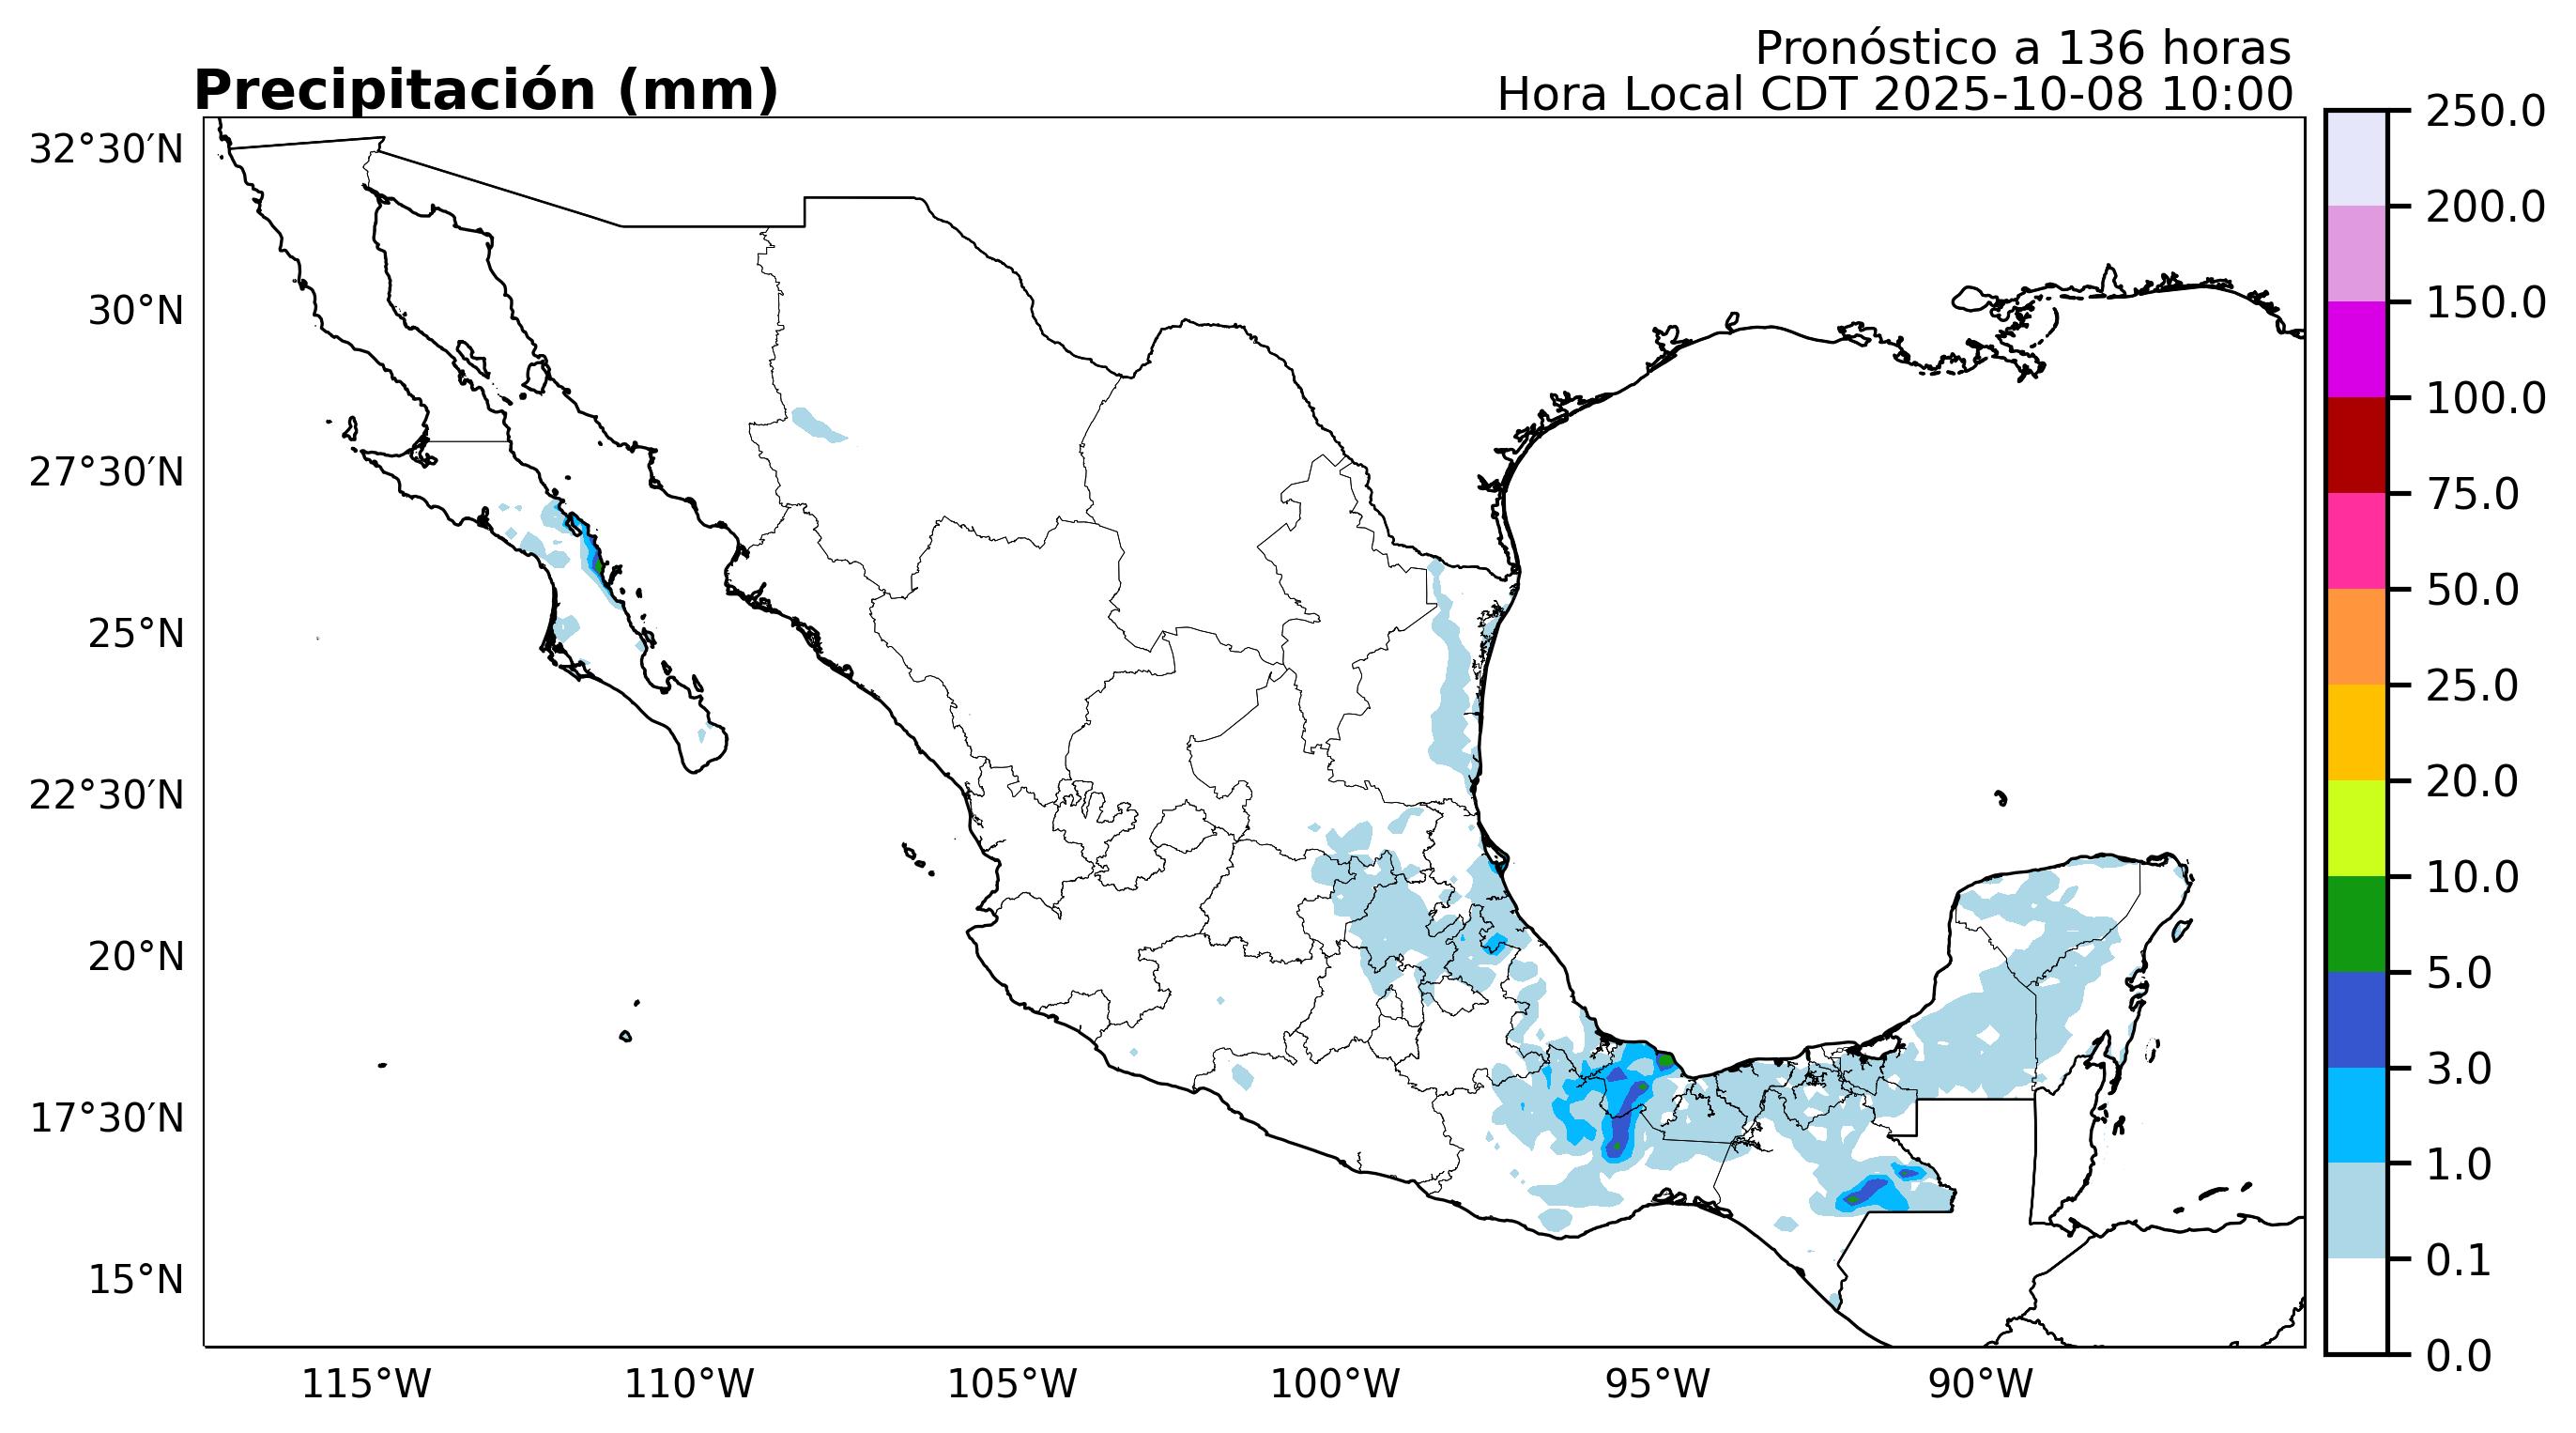 Pronóstico a 136 horas
Precipitación (mm)
Hora Local CDT 2025-10-08 10:00
32°30′N
30°N
27°30′N
25°N
22°30′N
20°N
17°30′N
15°N
115°W
110°W
105°W
100°W
95°W
90°W
250.0
200.0
150.0
100.0
75.0
50.0
25.0
20.0
10.0
5.0
3.0
1.0
0.1
0.0